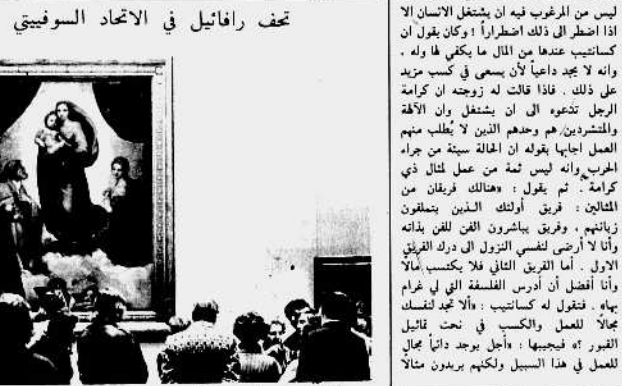 تحف رافائيل في الاتحاد السوفييتي
ليس من المرغوب فيه ان يشتغل الانسان الا
اذا اضطر الى ذلك اضطراراً ! وكان يقول ان
كسانتيب عندها من المال ما يكفي لها وله .
وانه لا يجد داعياً لأن يسعى في كسب مزيد
على ذلك . فاذا قالت له زوجته ان كرامة
الرجل تدعوه الى ان يشتغل وان الآلهة
والمتشردين هم وحدهم الذين لا يُطلب منهم
العمل اجابها بقوله ان الحالة سيئة من جراء
الحرب وانه ليس ثمة من عمل لمثال ذي
كرامة . ثم يقول : «هنالك فريقان من
المثالين : فريق أولئك الـذين يتملقون
زبائنهم ، وفريق يباشرون الفن للفن بذاته
وأنا لا أرضى لنفسي النزول الى درك الفريق
الاول . أما الفريق الثاني فلا يكتسب مالاً
وأنا أفضل أن أدرس الفلسفة التي لي غرام
بها» . فتقول له كسانتيب : «ألا تجد لنفسك
مجالاً للعمل والكسب في نحت تماثيل
القبور ؟» فيجيبها : «أجل يوجد دائماً مجال
للعمل في هذا السبيل ولكنهم يريدون مثالاً